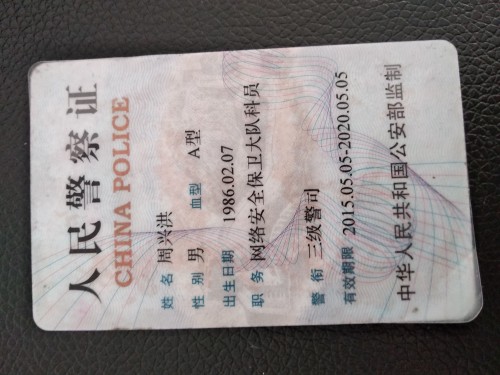 人民警察证
CHINA POLICE
姓名 周兴洪
性别 男 血型 A型
出生日期 1986.02.07
职务 网络安全保卫大队科员
警衔 三级警司
有效期限 2015.05.05-2020.05.05
中华人民共和国公安部监制